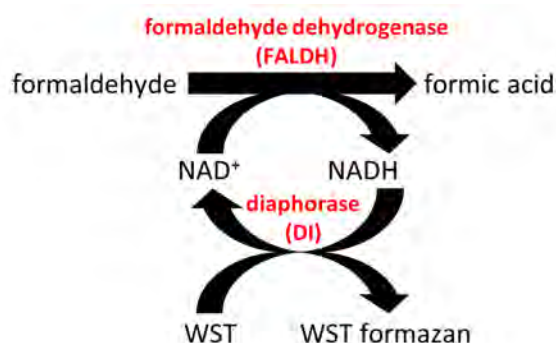 formaldehyde dehydrogenase
(FALDH)
formaldehyde formic acid
NAD⁺ NADH
diaphorase
(DI)
WST WST formazan